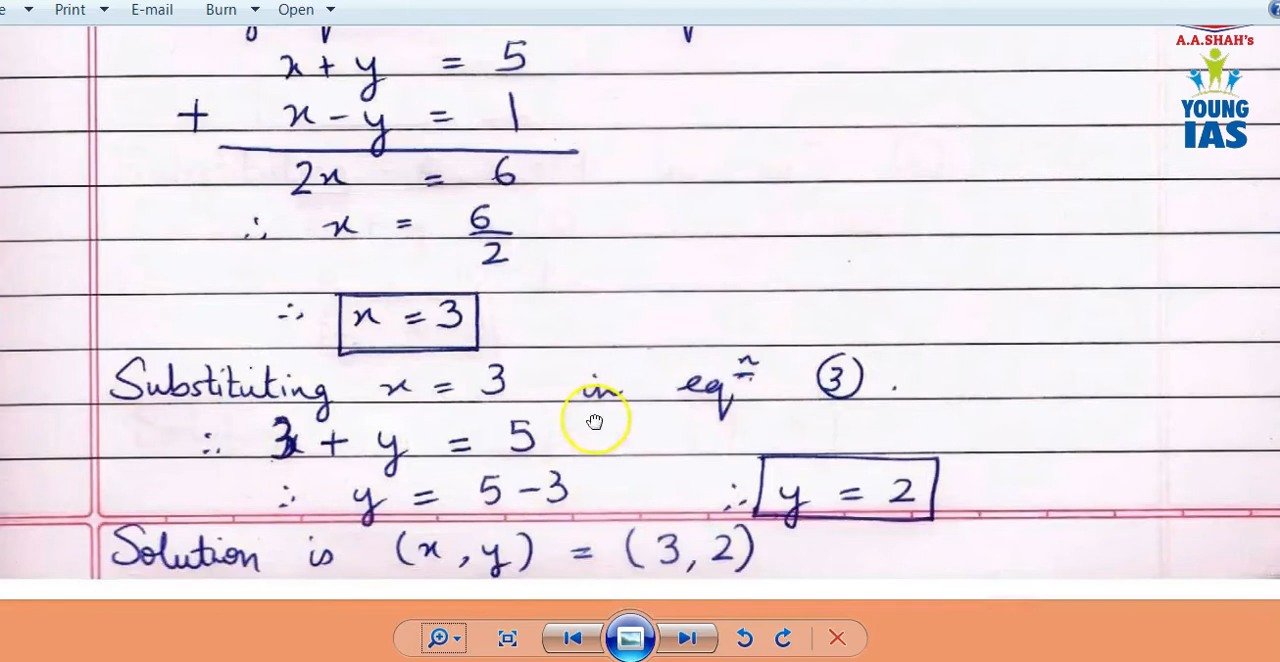 Print E-mail Burn Open
A.A.SHAH's
YOUNG
IAS
x + y = 5
+ x - y = 1
2x = 6
∴ x = 6/2
∴ x = 3
Substituting x = 3 in eqⁿ ③.
∴ 3 + y = 5
∴ y = 5 - 3 ∴ y = 2
Solution is (x, y) = (3, 2)